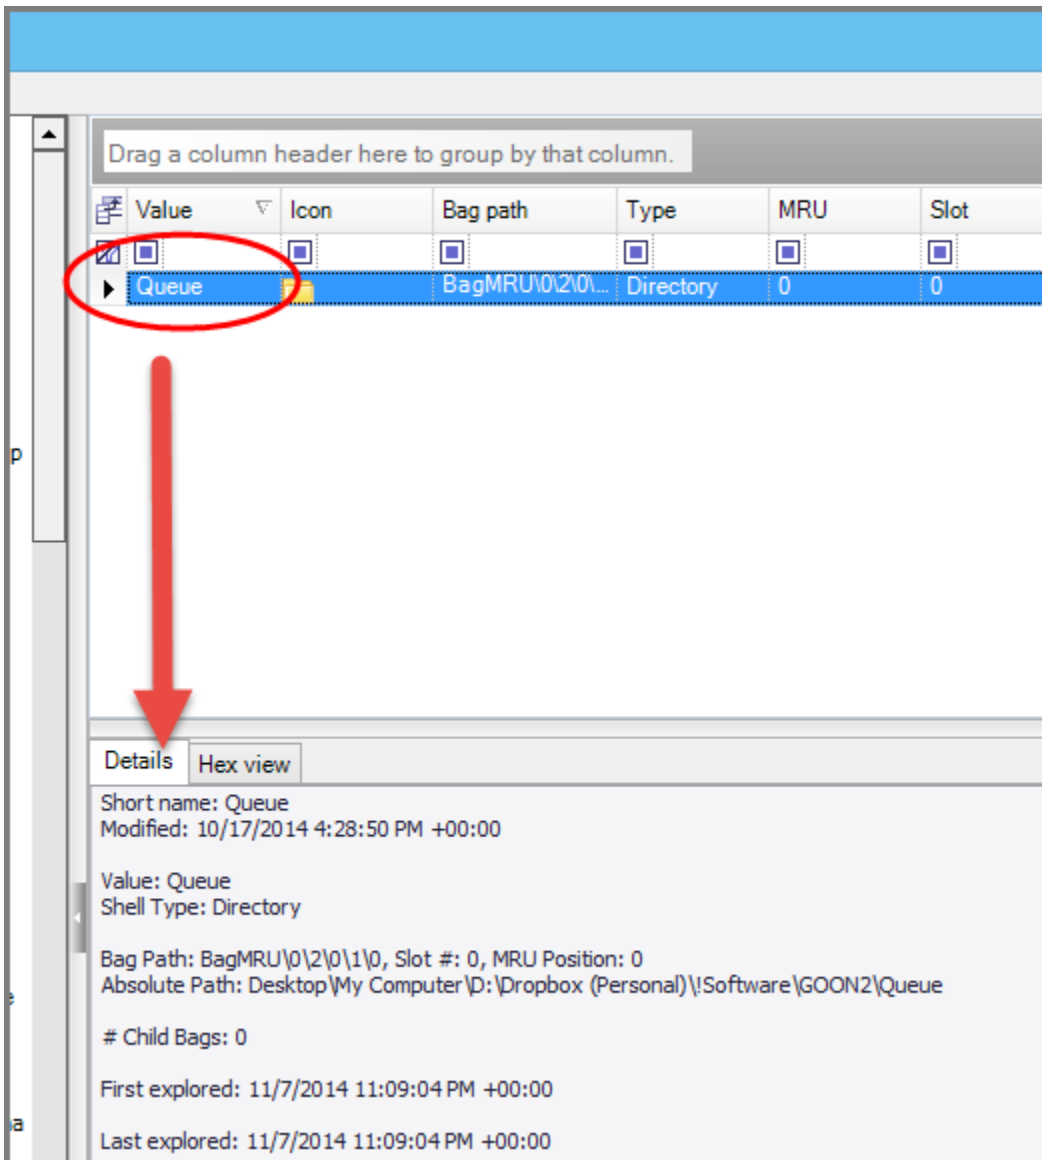 Drag a column header here to group by that column.
Value Icon Bag path Type MRU Slot
Queue BagMRU\0\2\0\... Directory 0 0
p
Details Hex view
Short name: Queue
Modified: 10/17/2014 4:28:50 PM +00:00
Value: Queue
Shell Type: Directory
Bag Path: BagMRU\0\2\0\1\0, Slot #: 0, MRU Position: 0
Absolute Path: Desktop\My Computer\D:\Dropbox (Personal)\!Software\GOON2\Queue
# Child Bags: 0
First explored: 11/7/2014 11:09:04 PM +00:00
Last explored: 11/7/2014 11:09:04 PM +00:00